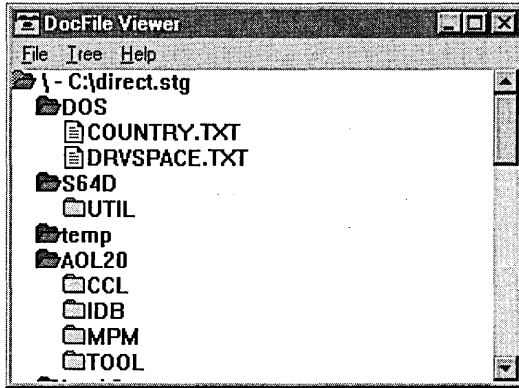 DocFile Viewer
File Tree Help
\ - C:\direct.stg
DOS
COUNTRY.TXT
DRVSPACE.TXT
S64D
UTIL
temp
AOL20
CCL
IDB
MPM
TOOL